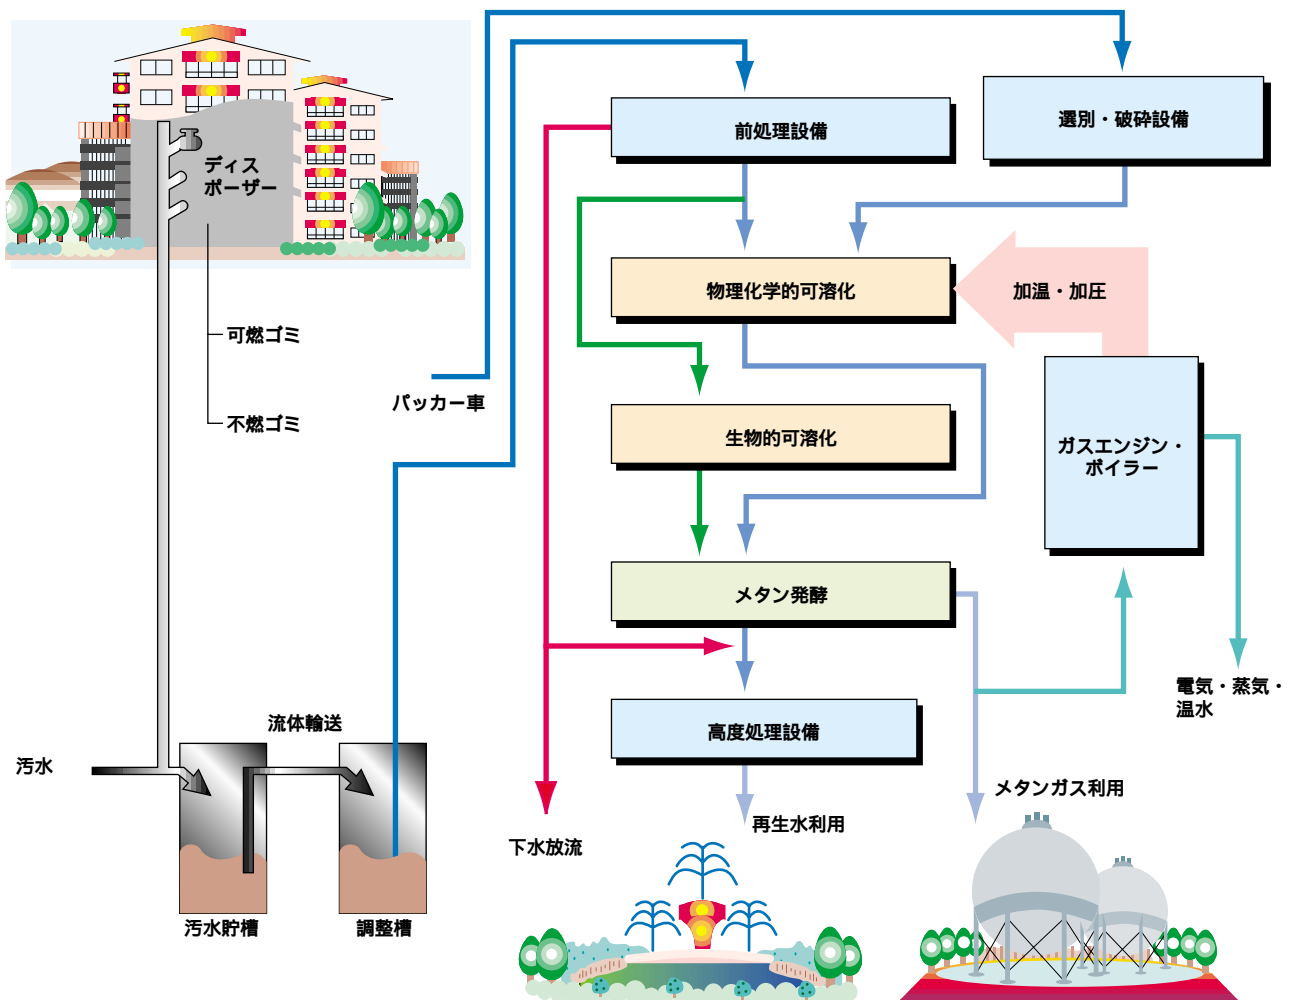 ディス
ポーザー
可燃ゴミ
不燃ゴミ
パッカー車
汚水
流体輸送
汚水貯槽
調整槽
前処理設備
選別・破砕設備
物理化学的可溶化
加温・加圧
生物的可溶化
ガスエンジン・
ボイラー
メタン発酵
高度処理設備
電気・蒸気・
温水
メタンガス利用
再生水利用
下水放流